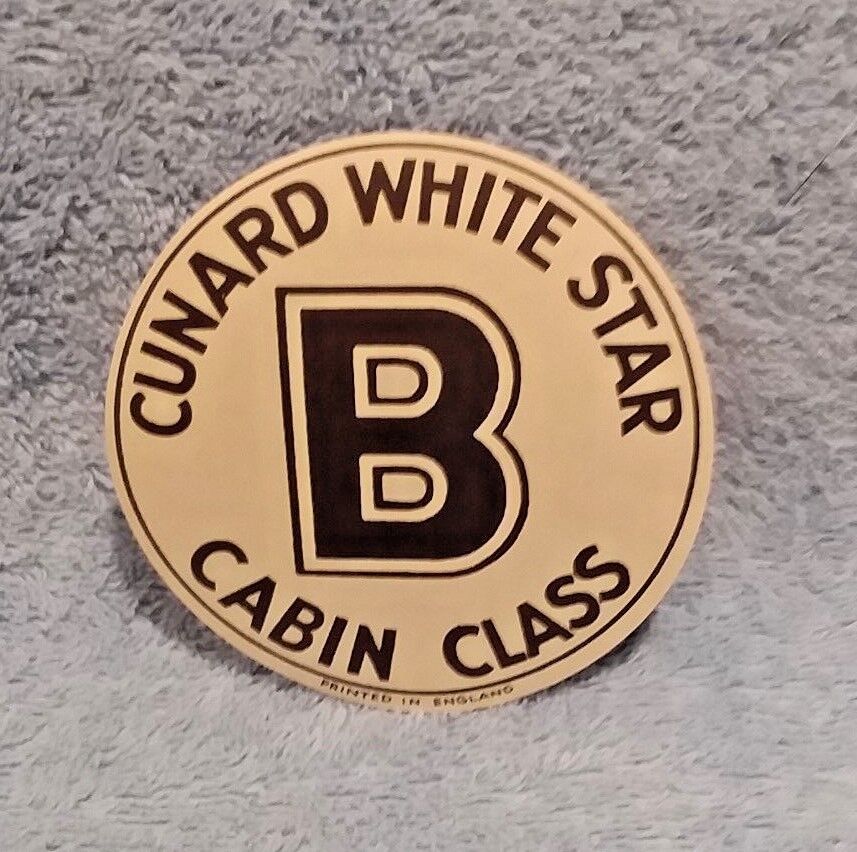 CUNARD WHITE STAR
B
CABIN CLASS
PRINTED IN ENGLAND